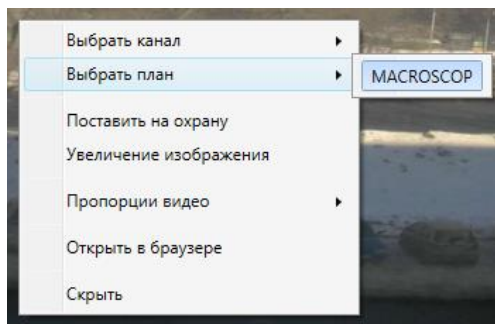 Выбрать канал
Выбрать план
MACROSCOP
Поставить на охрану
Увеличение изображения
Пропорции видео
Открыть в браузере
Скрыть